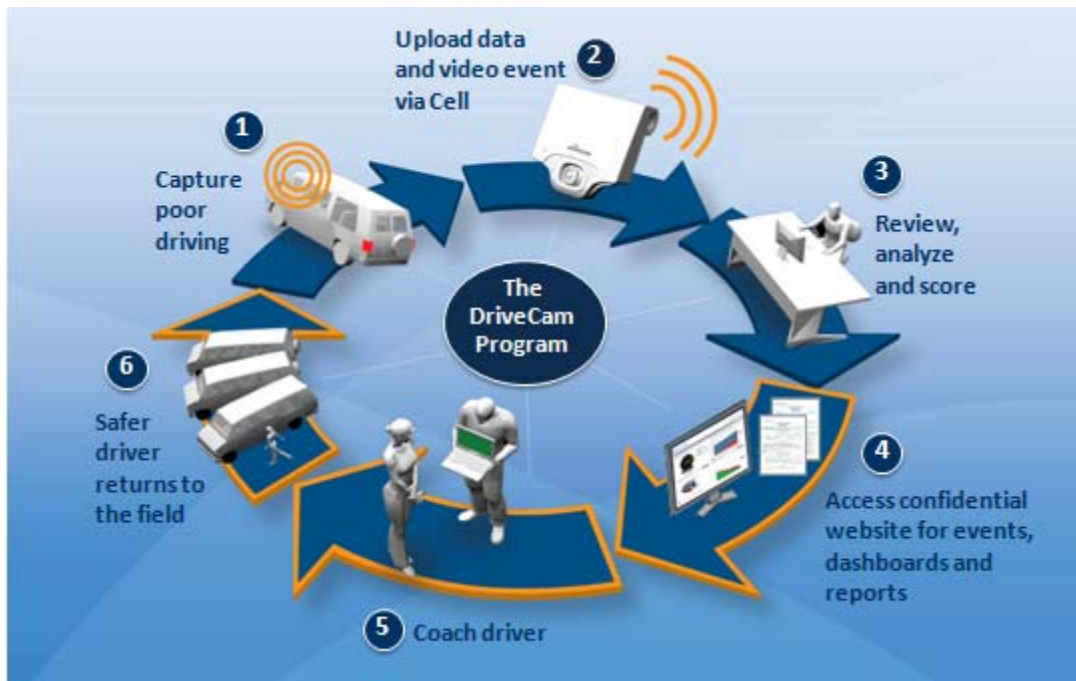 The
DriveCam
Program
1
Capture
poor
driving
2
Upload data
and video event
via Cell
3
Review,
analyze
and score
4
Access confidential
website for events,
dashboards and
reports
5
Coach driver
6
Safer
driver
returns to
the field